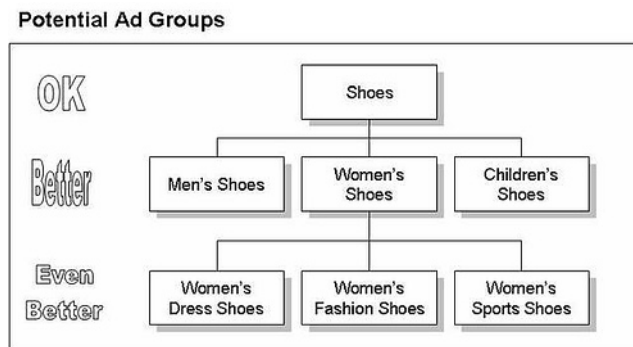 Potential Ad Groups
OK
Shoes
Better
Men's Shoes
Women's
Shoes
Children's
Shoes
Even
Better
Women's
Dress Shoes
Women's
Fashion Shoes
Women's
Sports Shoes